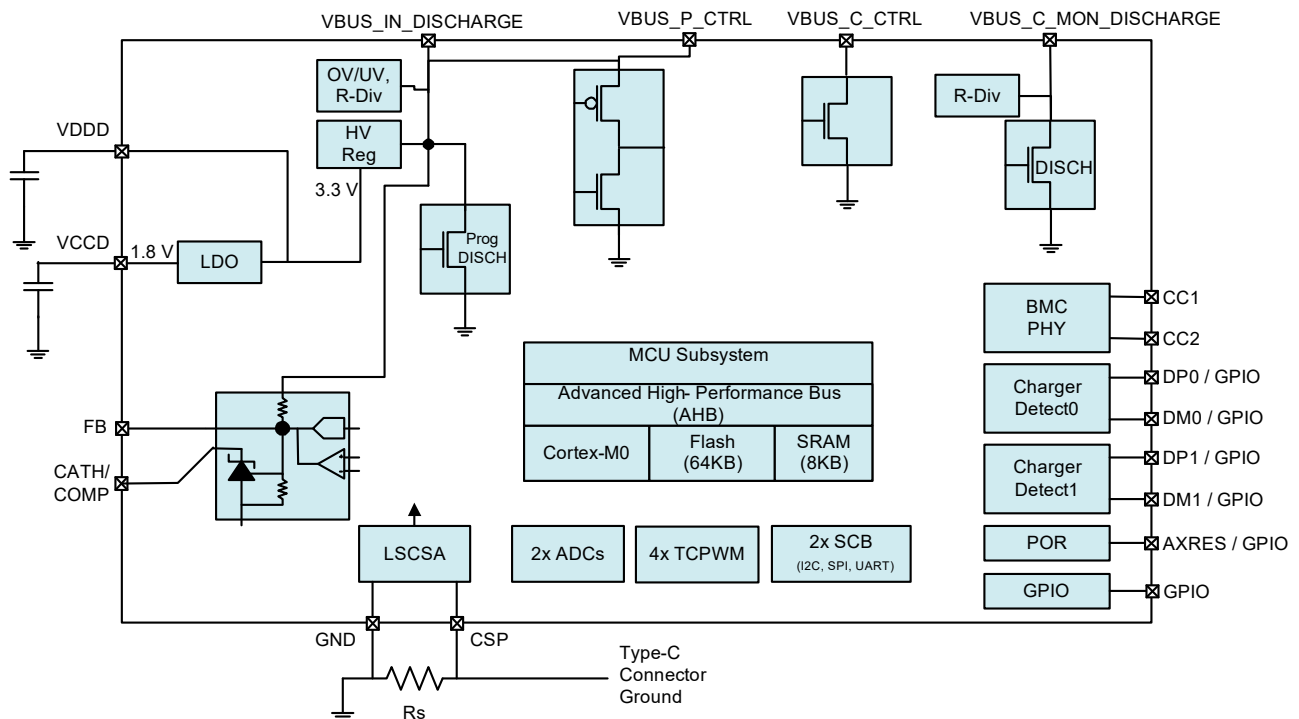 VBUS_IN_DISCHARGE
VBUS_P_CTRL
VBUS_C_CTRL
VBUS_C_MON_DISCHARGE
OV/UV,
R-Div
R-Div
VDDD
HV
Reg
3.3 V
DISCH
VCCD
1.8 V
LDO
Prog
DISCH
BMC
PHY
CC1
CC2
MCU Subsystem
Advanced High- Performance Bus
(AHB)
Cortex-M0
Flash
(64KB)
SRAM
(8KB)
Charger
Detect0
DP0 / GPIO
DM0 / GPIO
FB
CATH/
COMP
Charger
Detect1
DP1 / GPIO
DM1 / GPIO
LSCSA
2x ADCs
4x TCPWM
2x SCB
(I2C, SPI, UART)
POR
AXRES / GPIO
GPIO
GPIO
GND
CSP
Type-C
Connector
Ground
Rs